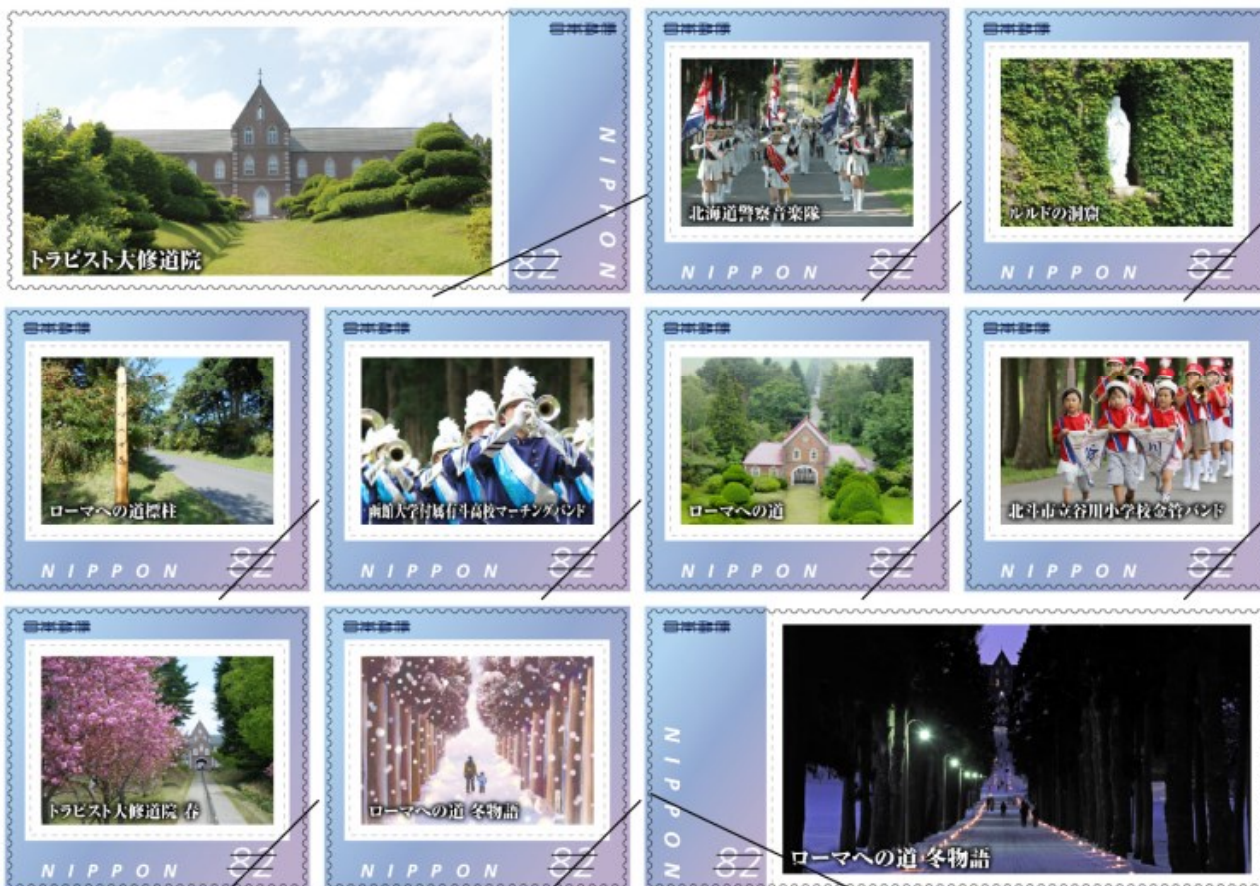 トラピスト大修道院
日本郵便
NIPPON
82
日本郵便
北海道警察音楽隊
NIPPON
82
日本郵便
ルルドの洞窟
NIPPON
82
日本郵便
ローマへの道標柱
NIPPON
82
日本郵便
函館大学付属有斗高校マーチングバンド
NIPPON
82
日本郵便
ローマへの道
NIPPON
82
日本郵便
谷川
北斗市立谷川小学校金管バンド
NIPPON
82
日本郵便
トラピスト大修道院 春
NIPPON
82
日本郵便
ローマへの道 冬物語
NIPPON
82
日本郵便
NIPPON
82
ローマへの道 冬物語